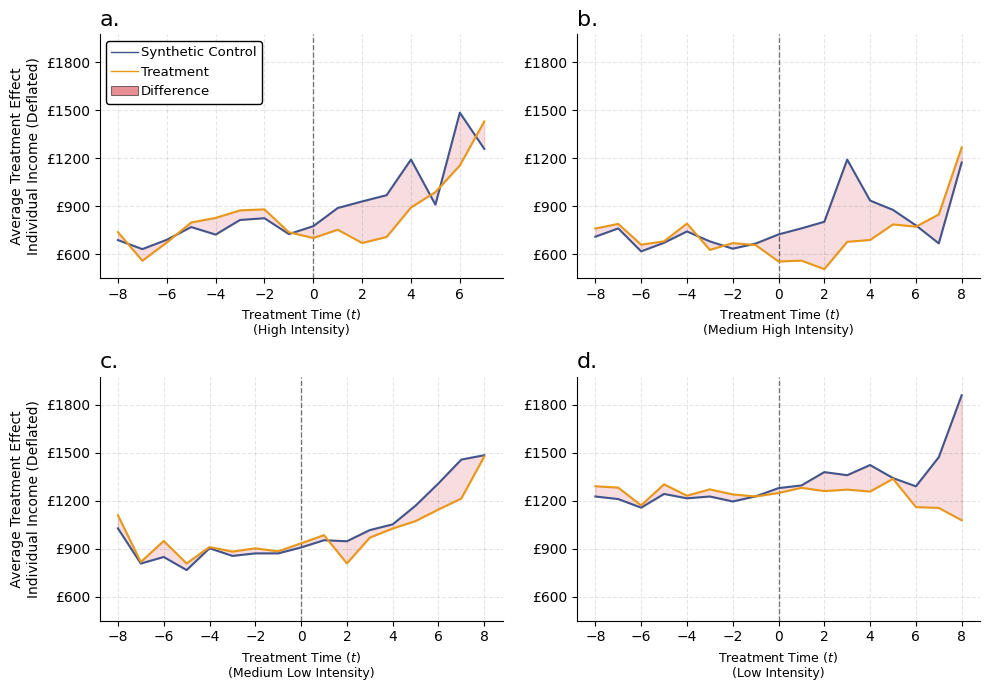 a.
Synthetic Control
Treatment
Difference
Average Treatment Effect
Individual Income (Deflated)
£1800
£1500
£1200
£900
£600
−8 −6 −4 −2 0 2 4 6
Treatment Time (t)
(High Intensity)
b.
£1800
£1500
£1200
£900
£600
−8 −6 −4 −2 0 2 4 6 8
Treatment Time (t)
(Medium High Intensity)
c.
Average Treatment Effect
Individual Income (Deflated)
£1800
£1500
£1200
£900
£600
−8 −6 −4 −2 0 2 4 6 8
Treatment Time (t)
(Medium Low Intensity)
d.
£1800
£1500
£1200
£900
£600
−8 −6 −4 −2 0 2 4 6 8
Treatment Time (t)
(Low Intensity)